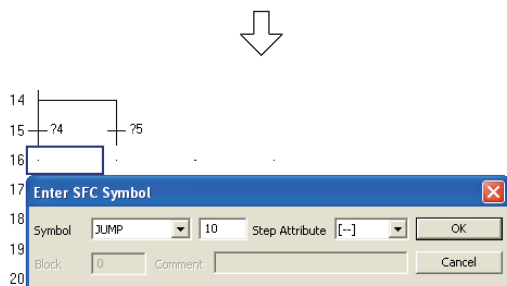 14
15 ?4 ?5
16
17 Enter SFC Symbol
18 Symbol JUMP 10 Step Attribute [--] OK
19
Block 0 Comment Cancel
20